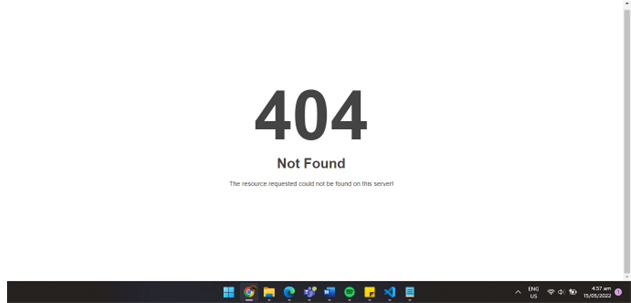 404
Not Found
The resource requested could not be found on this server!
ENG
US
4:37 am
15/05/2022